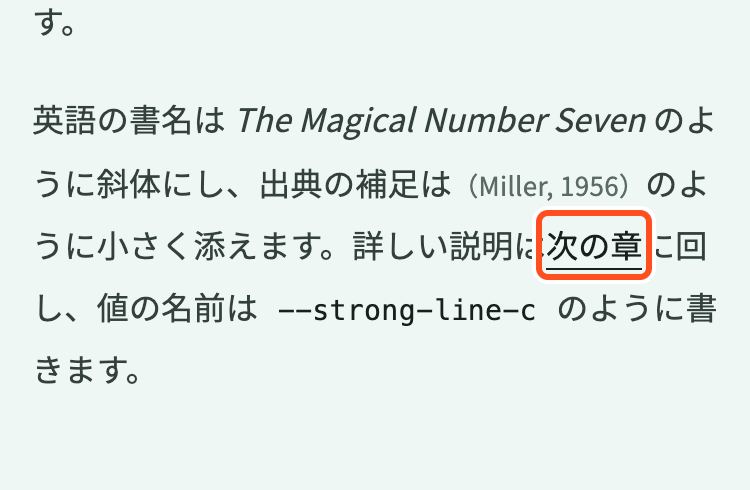 す。
英語の書名は The Magical Number Seven のよ
うに斜体にし、出典の補足は（Miller, 1956）のよ
うに小さく添えます。詳しい説明は次の章に回
し、値の名前は --strong-line-c のように書
きます。